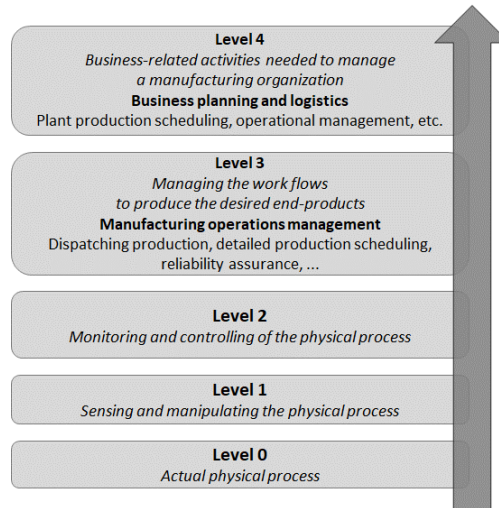 Level 4
Business-related activities needed to manage
a manufacturing organization
Business planning and logistics
Plant production scheduling, operational management, etc.
Level 3
Managing the work flows
to produce the desired end-products
Manufacturing operations management
Dispatching production, detailed production scheduling,
reliability assurance, ...
Level 2
Monitoring and controlling of the physical process
Level 1
Sensing and manipulating the physical process
Level 0
Actual physical process